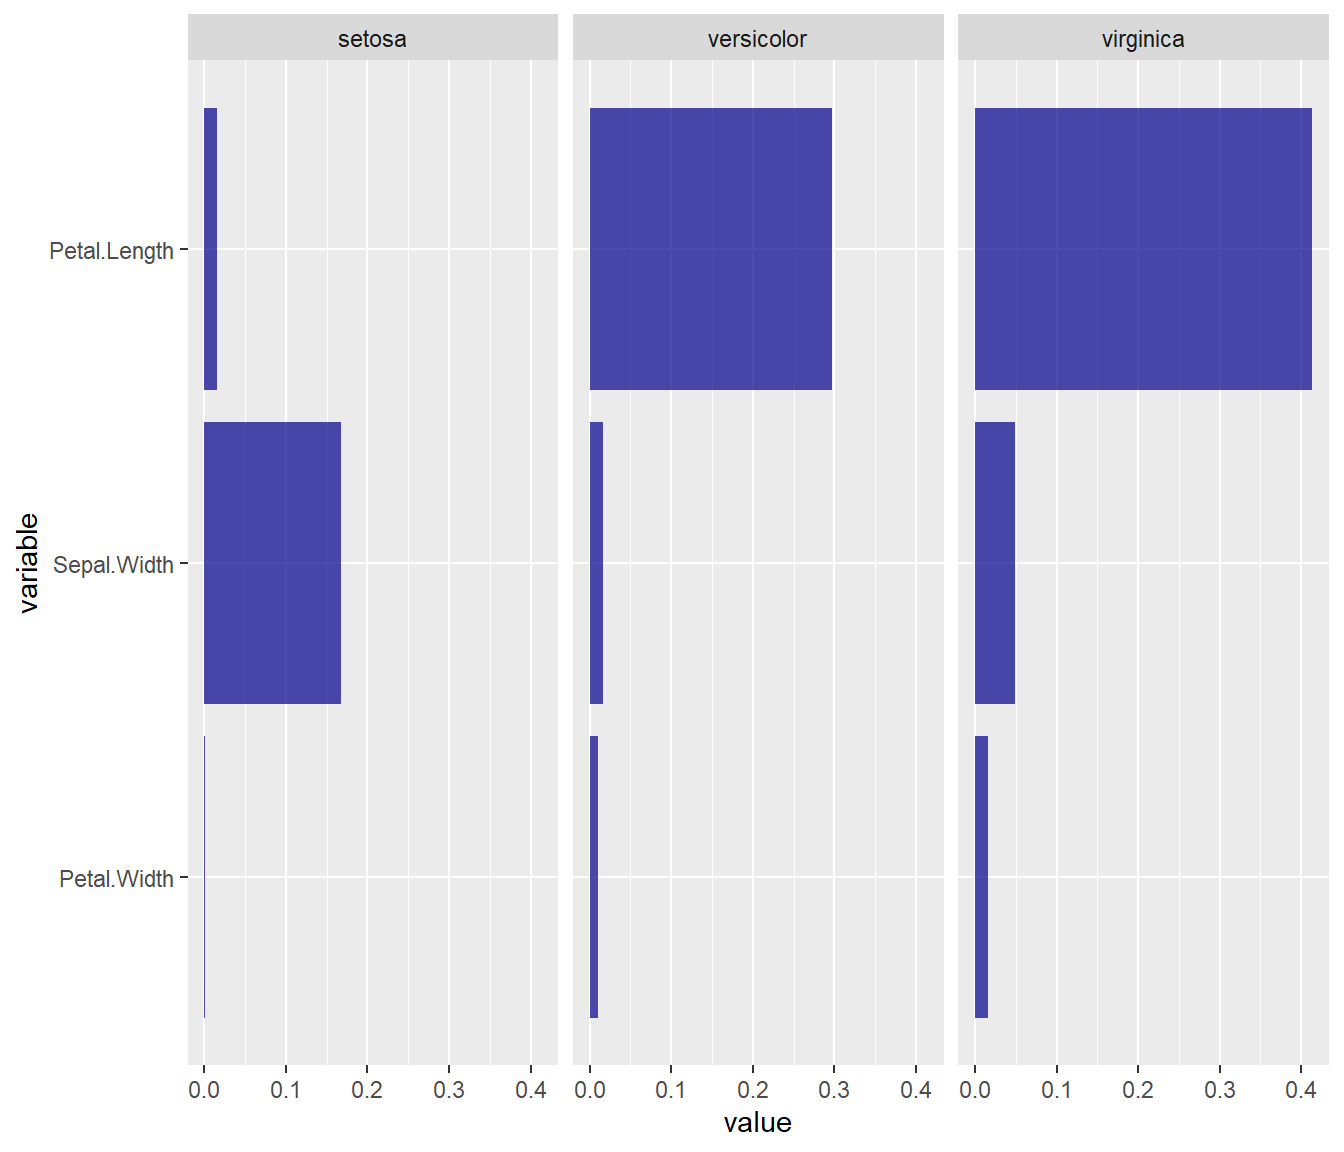 setosa versicolor virginica
Petal.Length
Sepal.Width
Petal.Width
variable
0.0 0.1 0.2 0.3 0.4 0.0 0.1 0.2 0.3 0.4 0.0 0.1 0.2 0.3 0.4
value